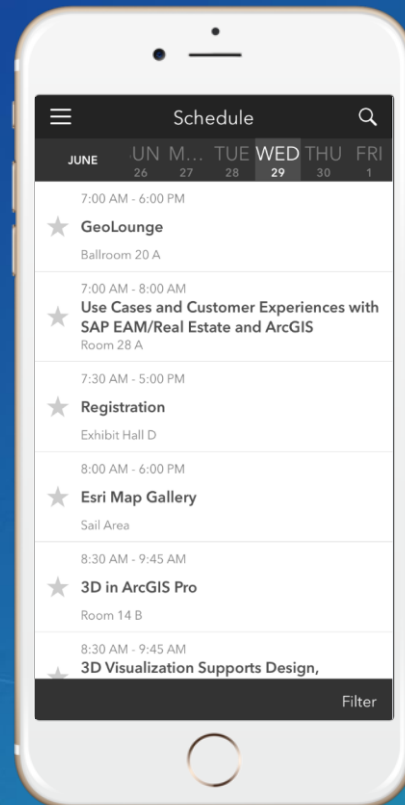 Schedule
JUNE UN M... TUE WED THU FRI
26 27 28 29 30 1
7:00 AM - 6:00 PM
GeoLounge
Ballroom 20 A
7:00 AM - 8:00 AM
Use Cases and Customer Experiences with
SAP EAM/Real Estate and ArcGIS
Room 28 A
7:30 AM - 5:00 PM
Registration
Exhibit Hall D
8:00 AM - 6:00 PM
Esri Map Gallery
Sail Area
8:30 AM - 9:45 AM
3D in ArcGIS Pro
Room 14 B
8:30 AM - 9:45 AM
3D Visualization Supports Design,
Filter